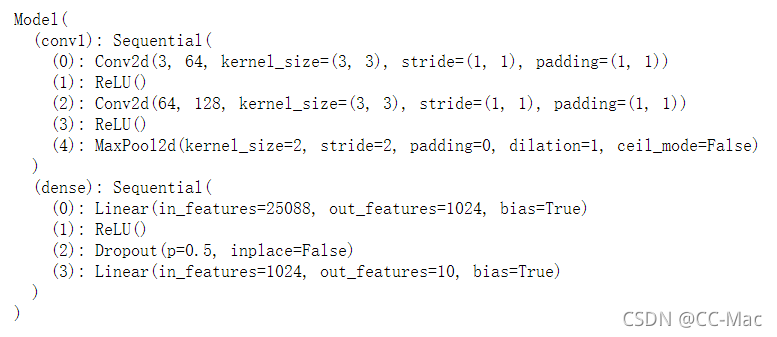 Model(
  (conv1): Sequential(
    (0): Conv2d(3, 64, kernel_size=(3, 3), stride=(1, 1), padding=(1, 1))
    (1): ReLU()
    (2): Conv2d(64, 128, kernel_size=(3, 3), stride=(1, 1), padding=(1, 1))
    (3): ReLU()
    (4): MaxPool2d(kernel_size=2, stride=2, padding=0, dilation=1, ceil_mode=False)
  )
  (dense): Sequential(
    (0): Linear(in_features=25088, out_features=1024, bias=True)
    (1): ReLU()
    (2): Dropout(p=0.5, inplace=False)
    (3): Linear(in_features=1024, out_features=10, bias=True)
  )
)
CSDN @CC-Mac